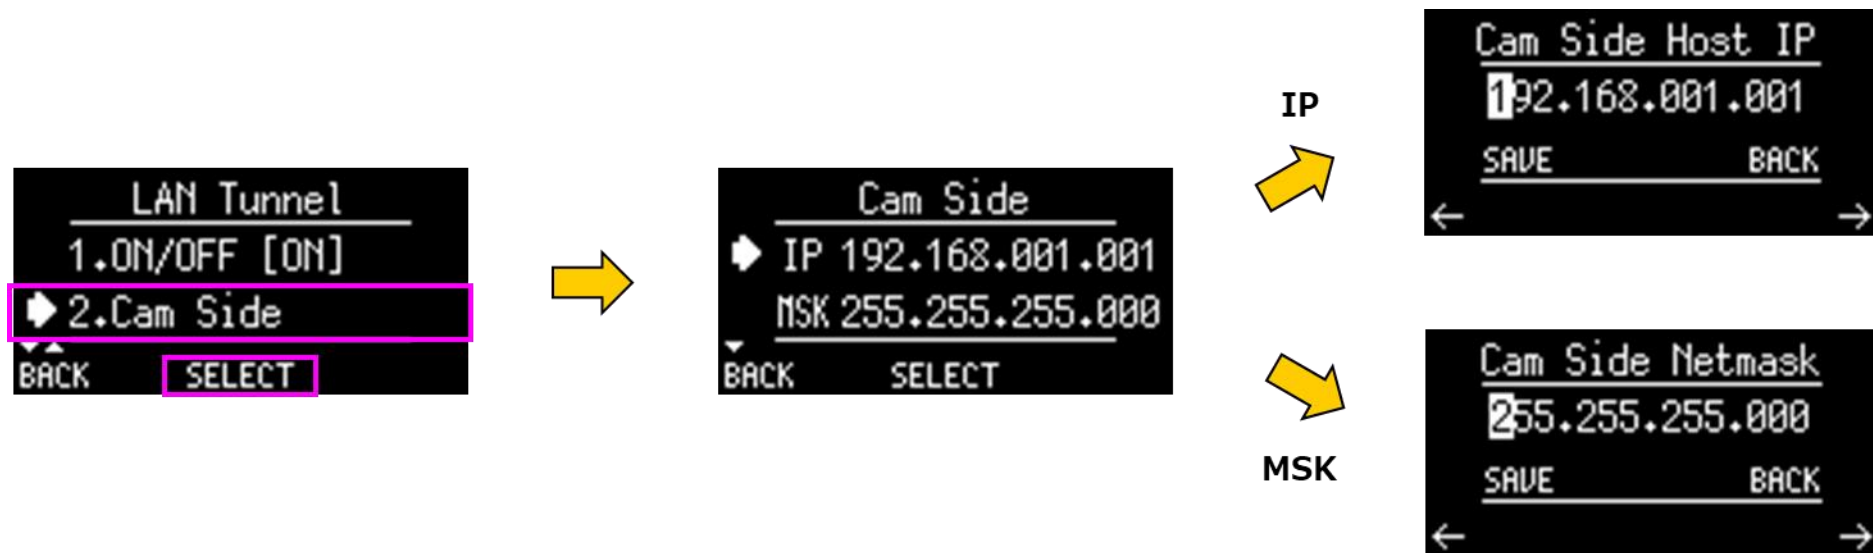 LAN Tunnel
1.ON/OFF [ON]
2.Cam Side
BACK SELECT
Cam Side
IP 192.168.001.001
MSK 255.255.255.000
BACK SELECT
IP
Cam Side Host IP
192.168.001.001
SAVE BACK
MSK
Cam Side Netmask
255.255.255.000
SAVE BACK